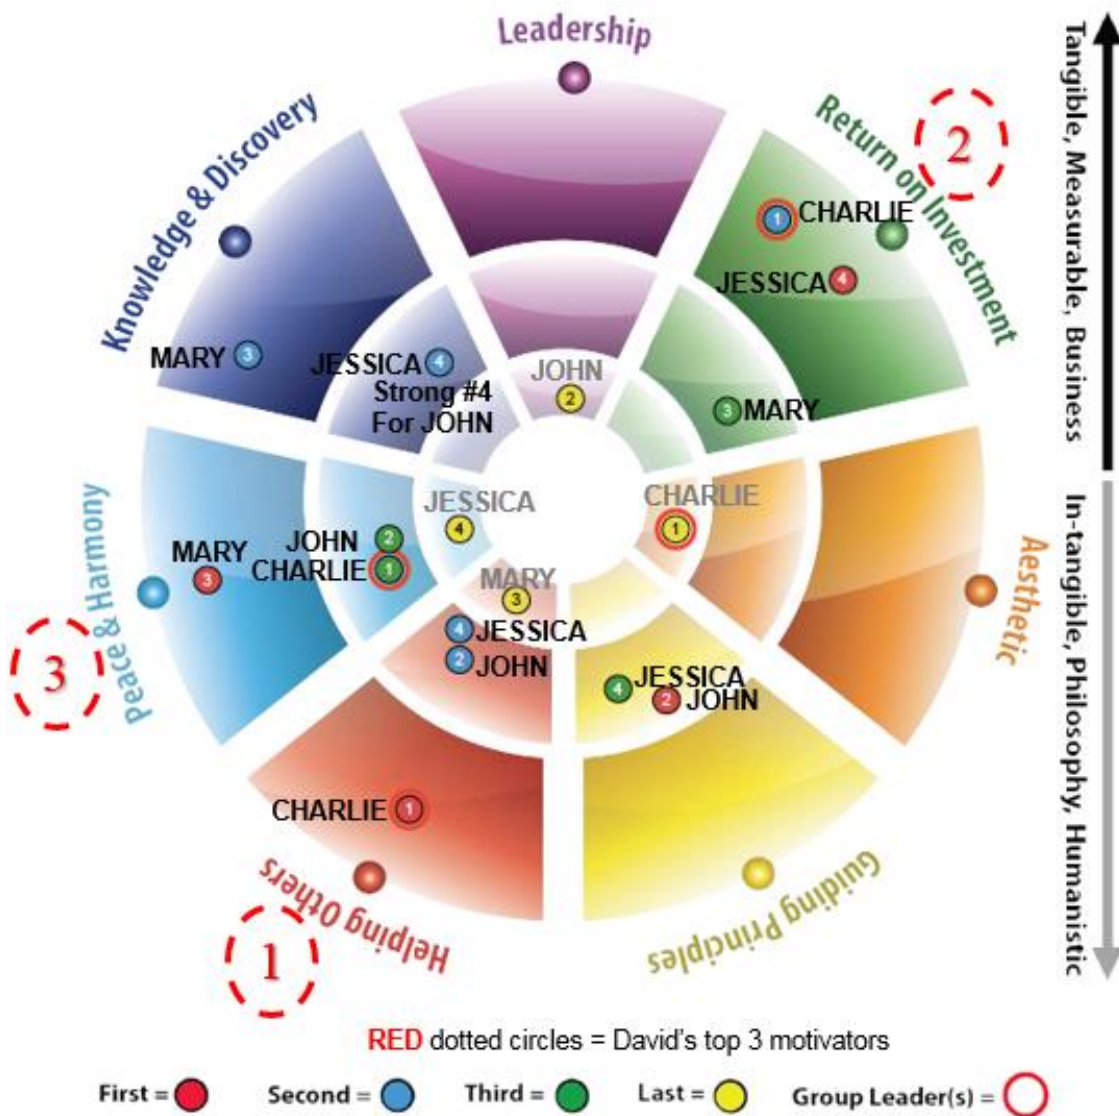 Leadership
Knowledge & Discovery
Return on Investment
Tangible, Measurable, Business
2
1 CHARLIE
JESSICA 4
MARY 3
JESSICA 4
Strong #4
For JOHN
JOHN
2
3 MARY
JESSICA
4
CHARLIE
1
Peace & Harmony
MARY
3
JOHN 2
CHARLIE 1
MARY
3
4 JESSICA
2 JOHN
JESSICA
4
2 JOHN
Aesthetic
In-tangible, Philosophy, Humanistic
3
CHARLIE 1
Helping Others
Guiding Principles
1
RED dotted circles = David's top 3 motivators
First = Second = Third = Last = Group Leader(s) =